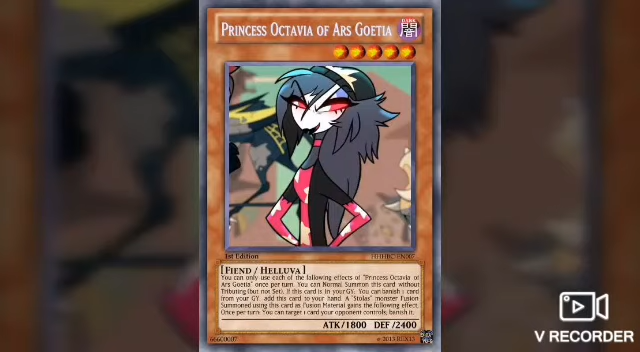 PRINCESS OCTAVIA OF ARS GOETIA
DARK
闇
1st Edition HHHBC-EN007
[FIEND / HELLUVA]
You can only use each of the following effects of "Princess Octavia of
Ars Goetia" once per turn. You can Normal Summon this card without
Tributing (but not Set). If this card is in your GY: You can banish 1 card
from your GY, add this card to your hand. A "Stolas" monster Fusion
Summoned using this card as Fusion Material gains the following effect.
Once per turn: You can target 1 card your opponent controls, banish it.
ATK/1800 DEF/2400
V RECORDER